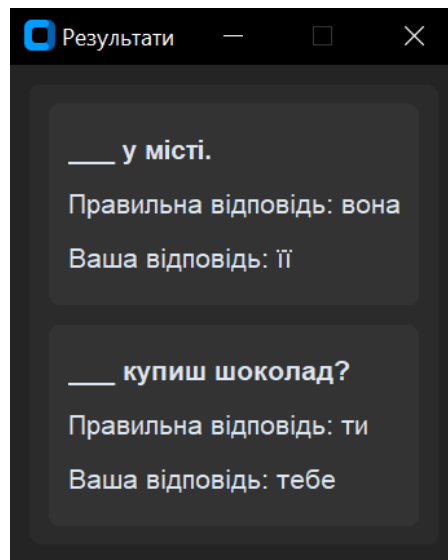 Результати
___ у місті.
Правильна відповідь: вона
Ваша відповідь: її
___ купиш шоколад?
Правильна відповідь: ти
Ваша відповідь: тебе